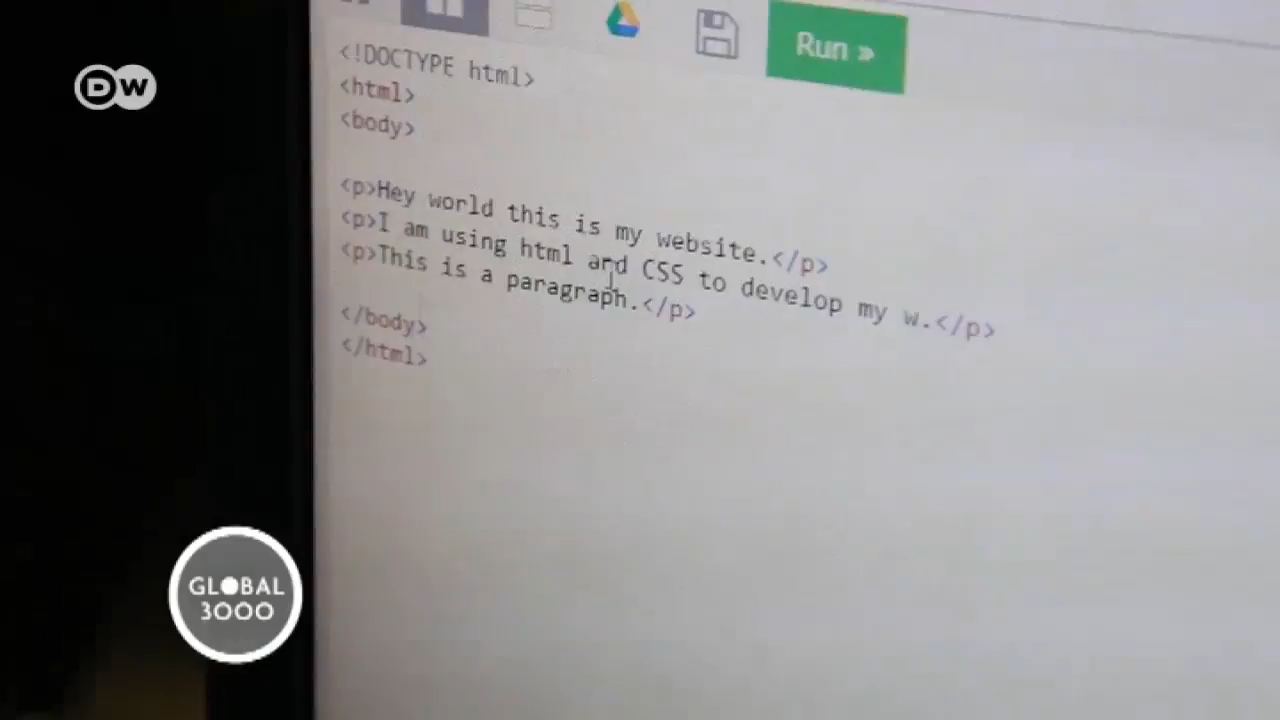 Run »
<!DOCTYPE html>
<html>
<body>
<p>Hey world this is my website.</p>
<p>I am using html and CSS to develop my w.</p>
<p>This is a paragraph.</p>
</body>
</html>
DW
GLOBAL
3000